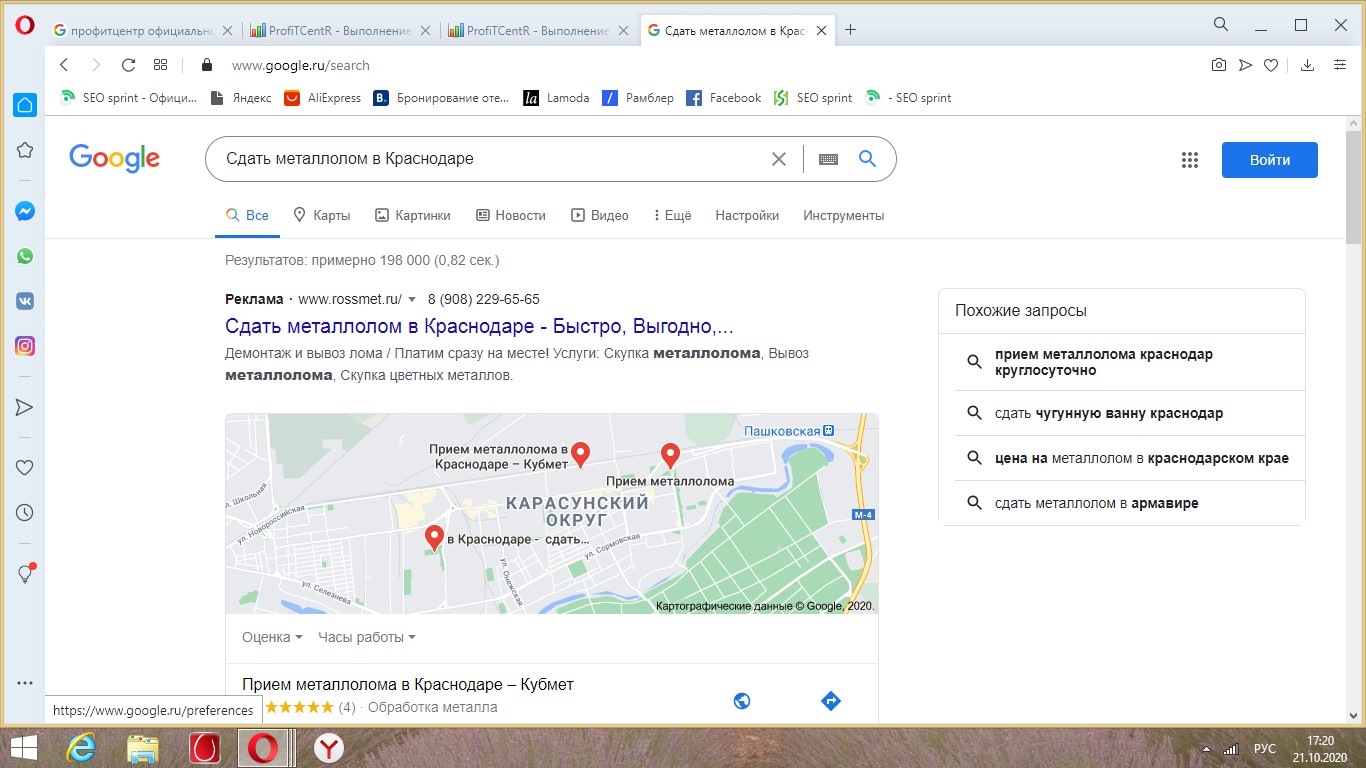 профитцентр официальнь
ProfiTCentR - Выполнение
ProfiTCentR - Выполнение
Сдать металлолом в Крас
www.google.ru/search
SEO sprint - Офици...
Яндекс
AliExpress
B.
Бронирование оте...
la
Lamoda
Рамблер
Facebook
SEO sprint
- SEO sprint
Google
Сдать металлолом в Краснодаре
Войти
Все
Карты
Картинки
Новости
Видео
Ещё
Настройки
Инструменты
Результатов: примерно 198 000 (0,82 сек.)
Реклама · www.rossmet.ru/ 8 (908) 229-65-65
Сдать металлолом в Краснодаре - Быстро, Выгодно,...
Демонтаж и вывоз лома / Платим сразу на месте! Услуги: Скупка металлолома, Вывоз
металлолома, Скупка цветных металлов.
Пашковская
Прием металлолома в
Краснодаре – Кубмет
Прием металлолома
КАРАСУНСКИЙ
ОКРУГ
М-4
ул. Школьная
ул. Новороссийская
в Краснодаре - сдать...
ул. Сормовская
ул. Онежская
ул. Селезнева
Картографические данные © Google, 2020.
Оценка
Часы работы
Прием металлолома в Краснодаре – Кубмет
(4) · Обработка металла
Похожие запросы
прием металлолома краснодар
круглосуточно
сдать чугунную ванну краснодар
цена на металлолом в краснодарском крае
сдать металлолом в армавире
https://www.google.ru/preferences
РУС
17:20
21.10.2020